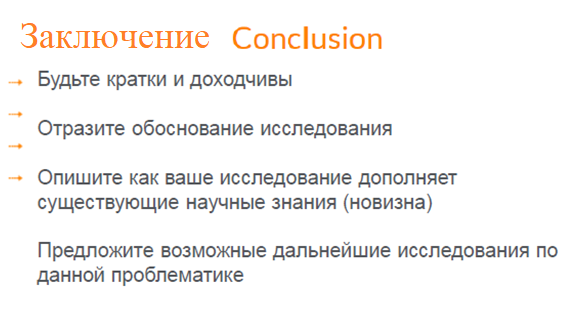 Заключение Conclusion
→ Будьте кратки и доходчивы
→
Отразите обоснование исследования
→
→ Опишите как ваше исследование дополняет
существующие научные знания (новизна)
Предложите возможные дальнейшие исследования по
данной проблематике